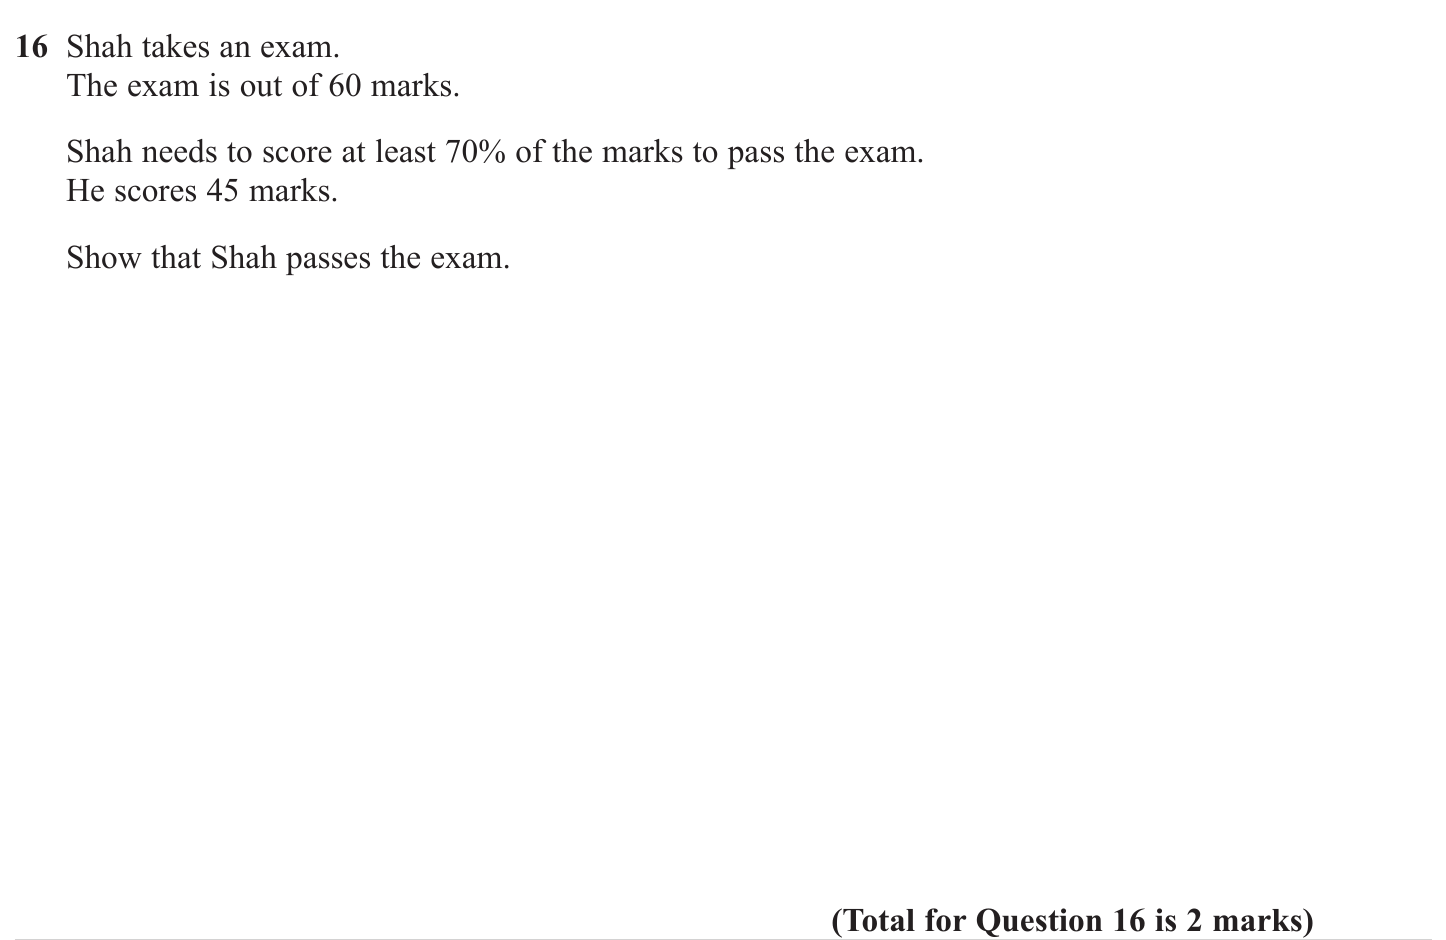 16 Shah takes an exam.
The exam is out of 60 marks.
Shah needs to score at least 70% of the marks to pass the exam.
He scores 45 marks.
Show that Shah passes the exam.
(Total for Question 16 is 2 marks)